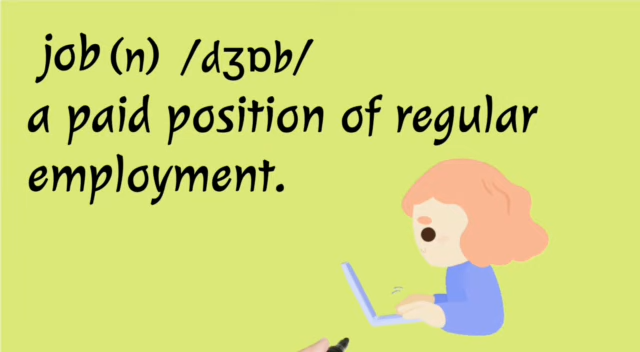 job (n) /dʒɒb/
a paid position of regular
employment.